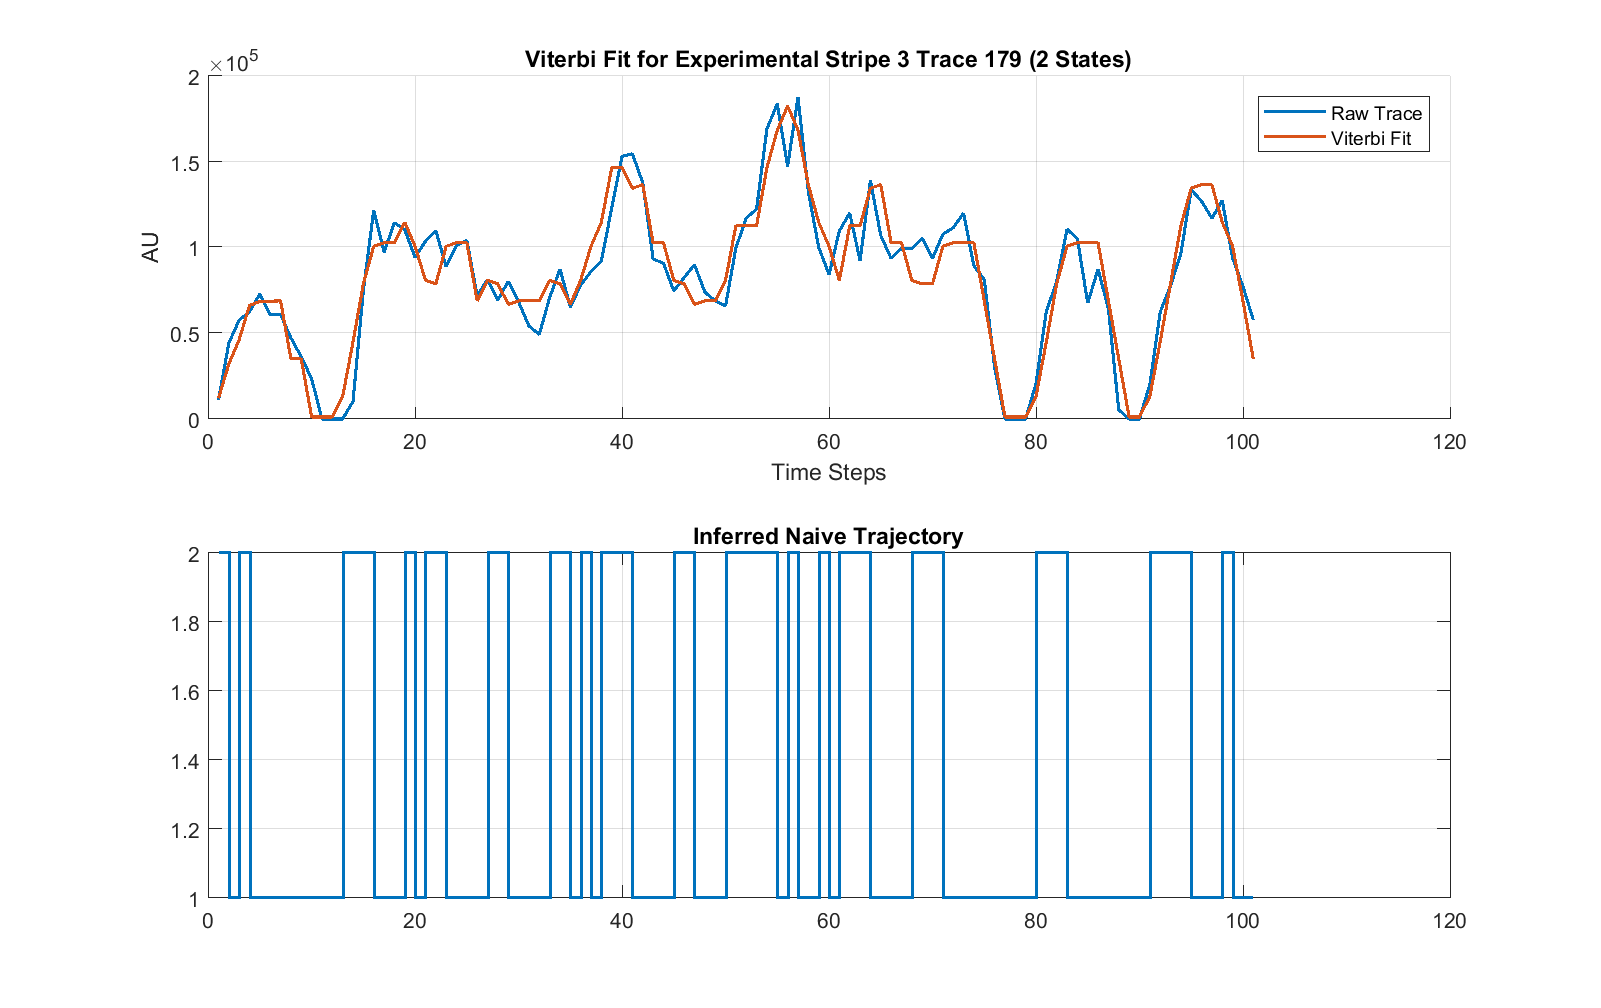 Viterbi Fit for Experimental Stripe 3 Trace 179 (2 States)
×10^5
2
1.5
1
0.5
0
AU
0 20 40 60 80 100 120
Time Steps
Raw Trace
Viterbi Fit
Inferred Naive Trajectory
2
1.8
1.6
1.4
1.2
1
0 20 40 60 80 100 120